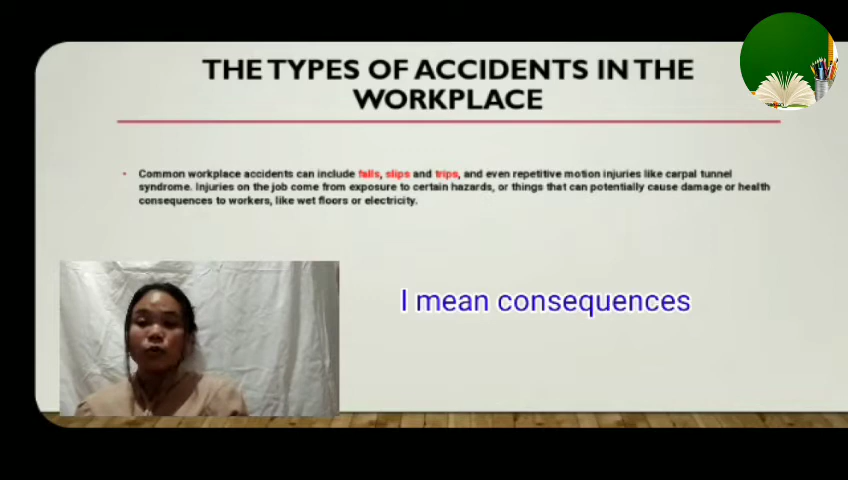 THE TYPES OF ACCIDENTS IN THE
WORKPLACE
• Common workplace accidents can include falls, slips and trips, and even repetitive motion injuries like carpal tunnel
syndrome. Injuries on the job come from exposure to certain hazards, or things that can potentially cause damage or health
consequences to workers, like wet floors or electricity.
I mean consequences